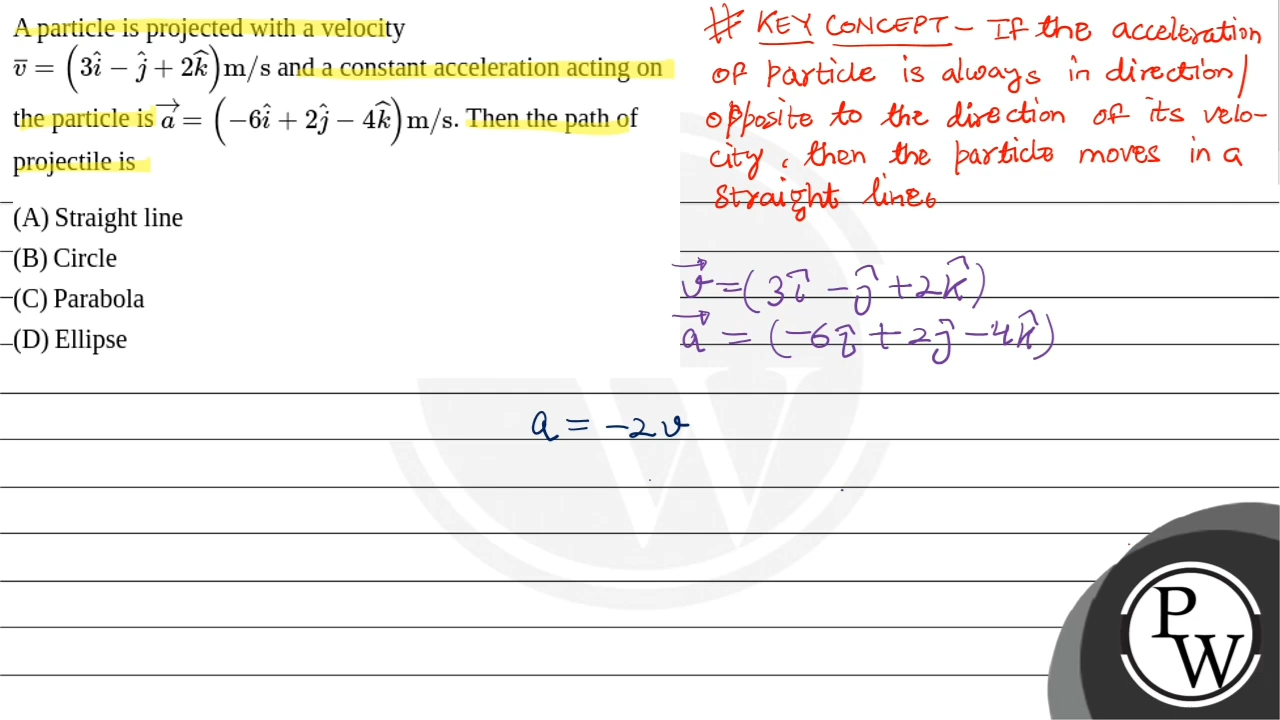 A particle is projected with a velocity
v̅ = (3î − ĵ + 2k̂) m/s and a constant acceleration acting on
the particle is a⃗ = (−6î + 2ĵ − 4k̂) m/s. Then the path of
projectile is
(A) Straight line
(B) Circle
(C) Parabola
(D) Ellipse
# KEY CONCEPT - If the acceleration
of particle is always in direction/
opposite to the direction of its velo-
city, then the particle moves in a
straight line.
v⃗ = (3î − ĵ + 2k̂)
a⃗ = (−6î + 2ĵ − 4k̂)
a = −2v
P
W